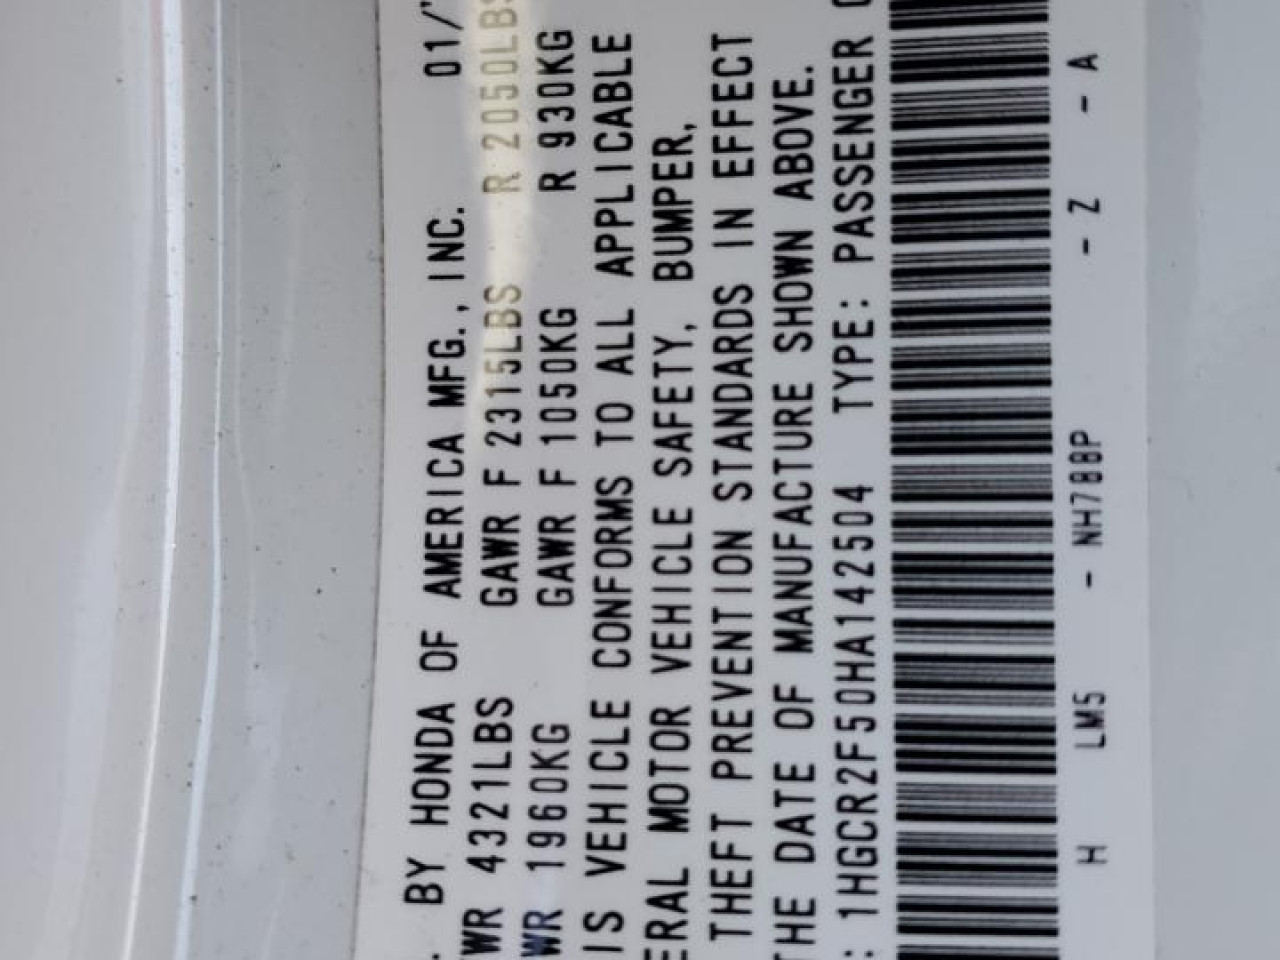 BY HONDA OF AMERICA MFG., INC. 01/
WR 4321LBS GAWR F 2315LBS R 2050LBS
WR 1960KG GAWR F 1050KG R 930KG
IS VEHICLE CONFORMS TO ALL APPLICABLE
ERAL MOTOR VEHICLE SAFETY, BUMPER,
THEFT PREVENTION STANDARDS IN EFFECT
THE DATE OF MANUFACTURE SHOWN ABOVE.
: 1HGCR2F50HA142504 TYPE: PASSENGER
H LM5 - NH788P - Z - A